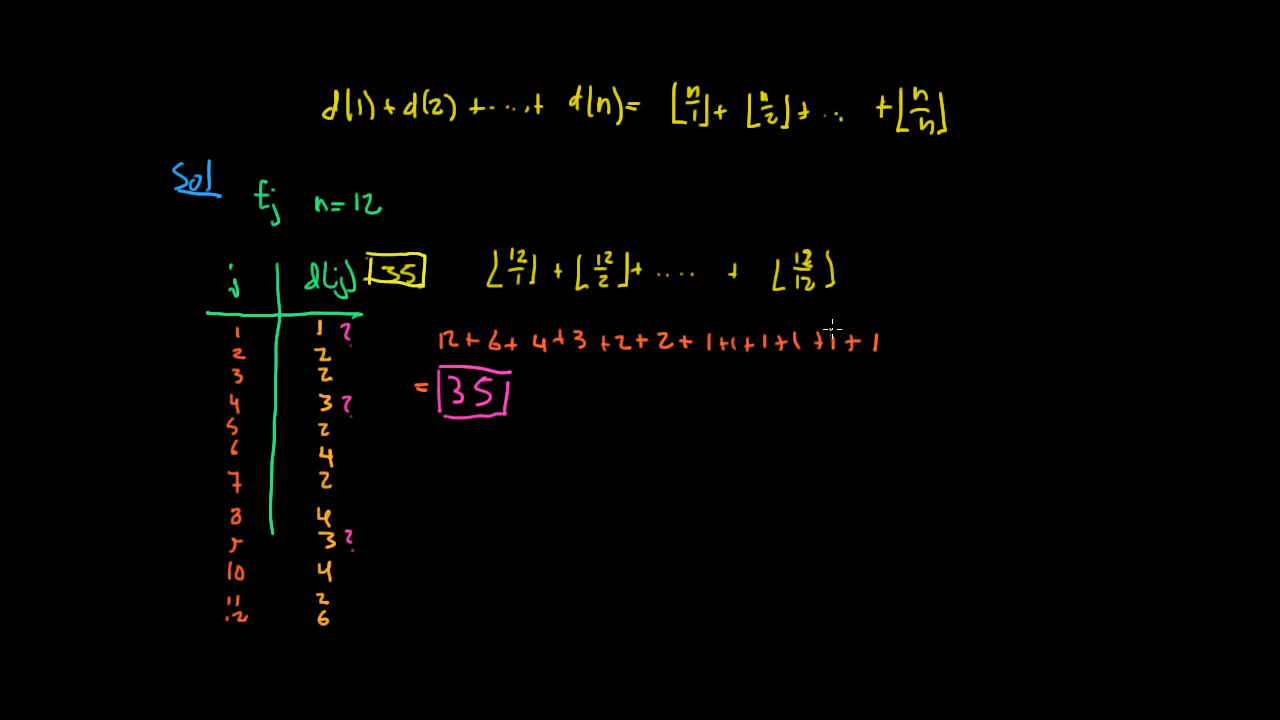 d(1) + d(2) + ..., + d(n) = ⌊n/1⌋ + ⌊n/2⌋ + ... + ⌊n/n⌋
Sol
Ej n = 12
j d(j) 35 ⌊12/1⌋ + ⌊12/2⌋ + .... + ⌊12/12⌋
1 1 ? 12 + 6 + 4 + 3 + 2 + 2 + 1 + 1 + 1 + 1 + 1 + 1
2 2
3 2 = 35
4 3 ?
5 2
6 4
7 2
8 4
9 3 ?
10 4
11 2
12 6